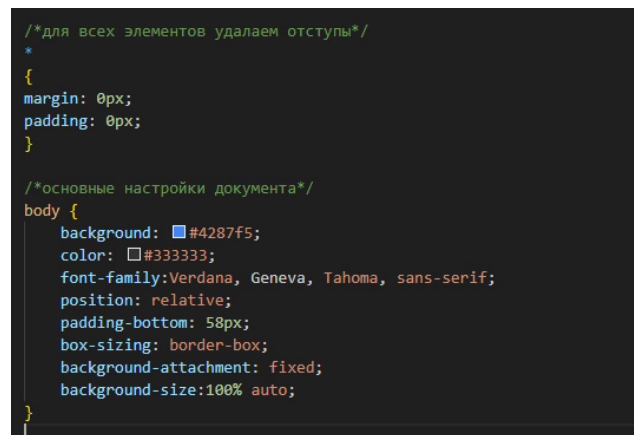 /*для всех элементов удаляем отступы*/
*
{
margin: 0px;
padding: 0px;
}
/*основные настройки документа*/
body {
background: #4287f5;
color: #333333;
font-family:Verdana, Geneva, Tahoma, sans-serif;
position: relative;
padding-bottom: 58px;
box-sizing: border-box;
background-attachment: fixed;
background-size:100% auto;
}